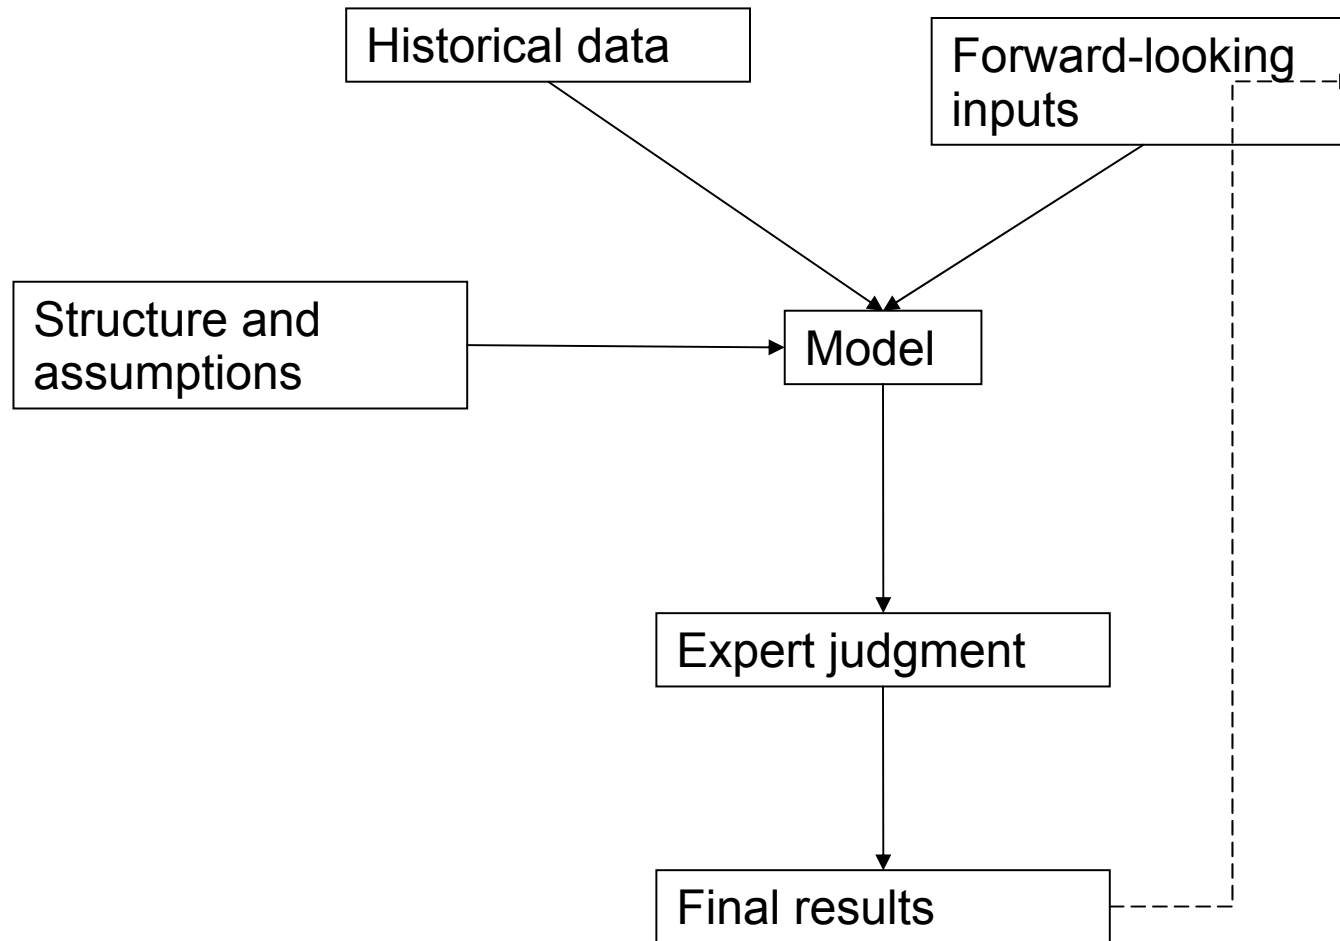 Historical data
Forward-looking
inputs
Structure and
assumptions
Model
Expert judgment
Final results